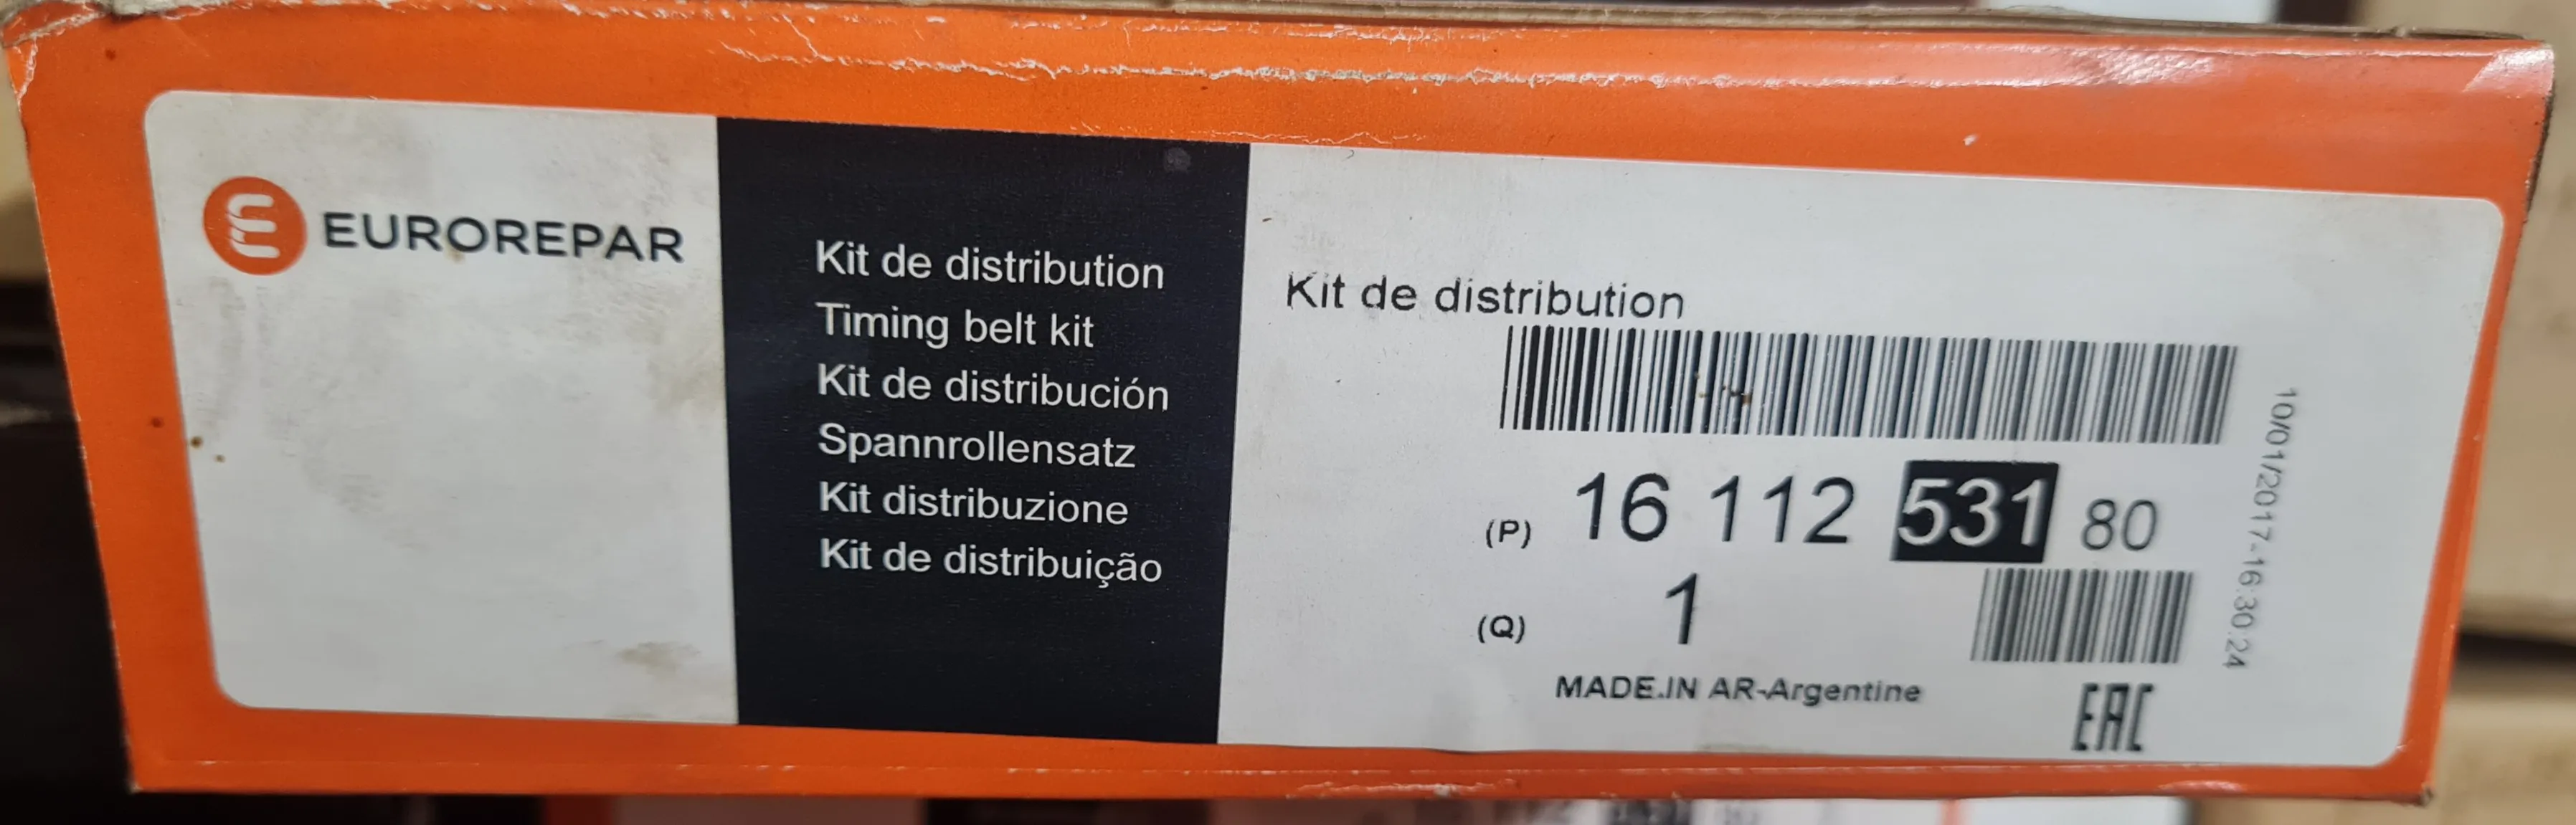 EUROREPAR
Kit de distribution
Timing belt kit
Kit de distribución
Spannrollensatz
Kit distribuzione
Kit de distribuição
Kit de distribution
(P) 16 112 531 80
(Q) 1
MADE.IN AR-Argentine
EAC
10/01/2017-16:30:24